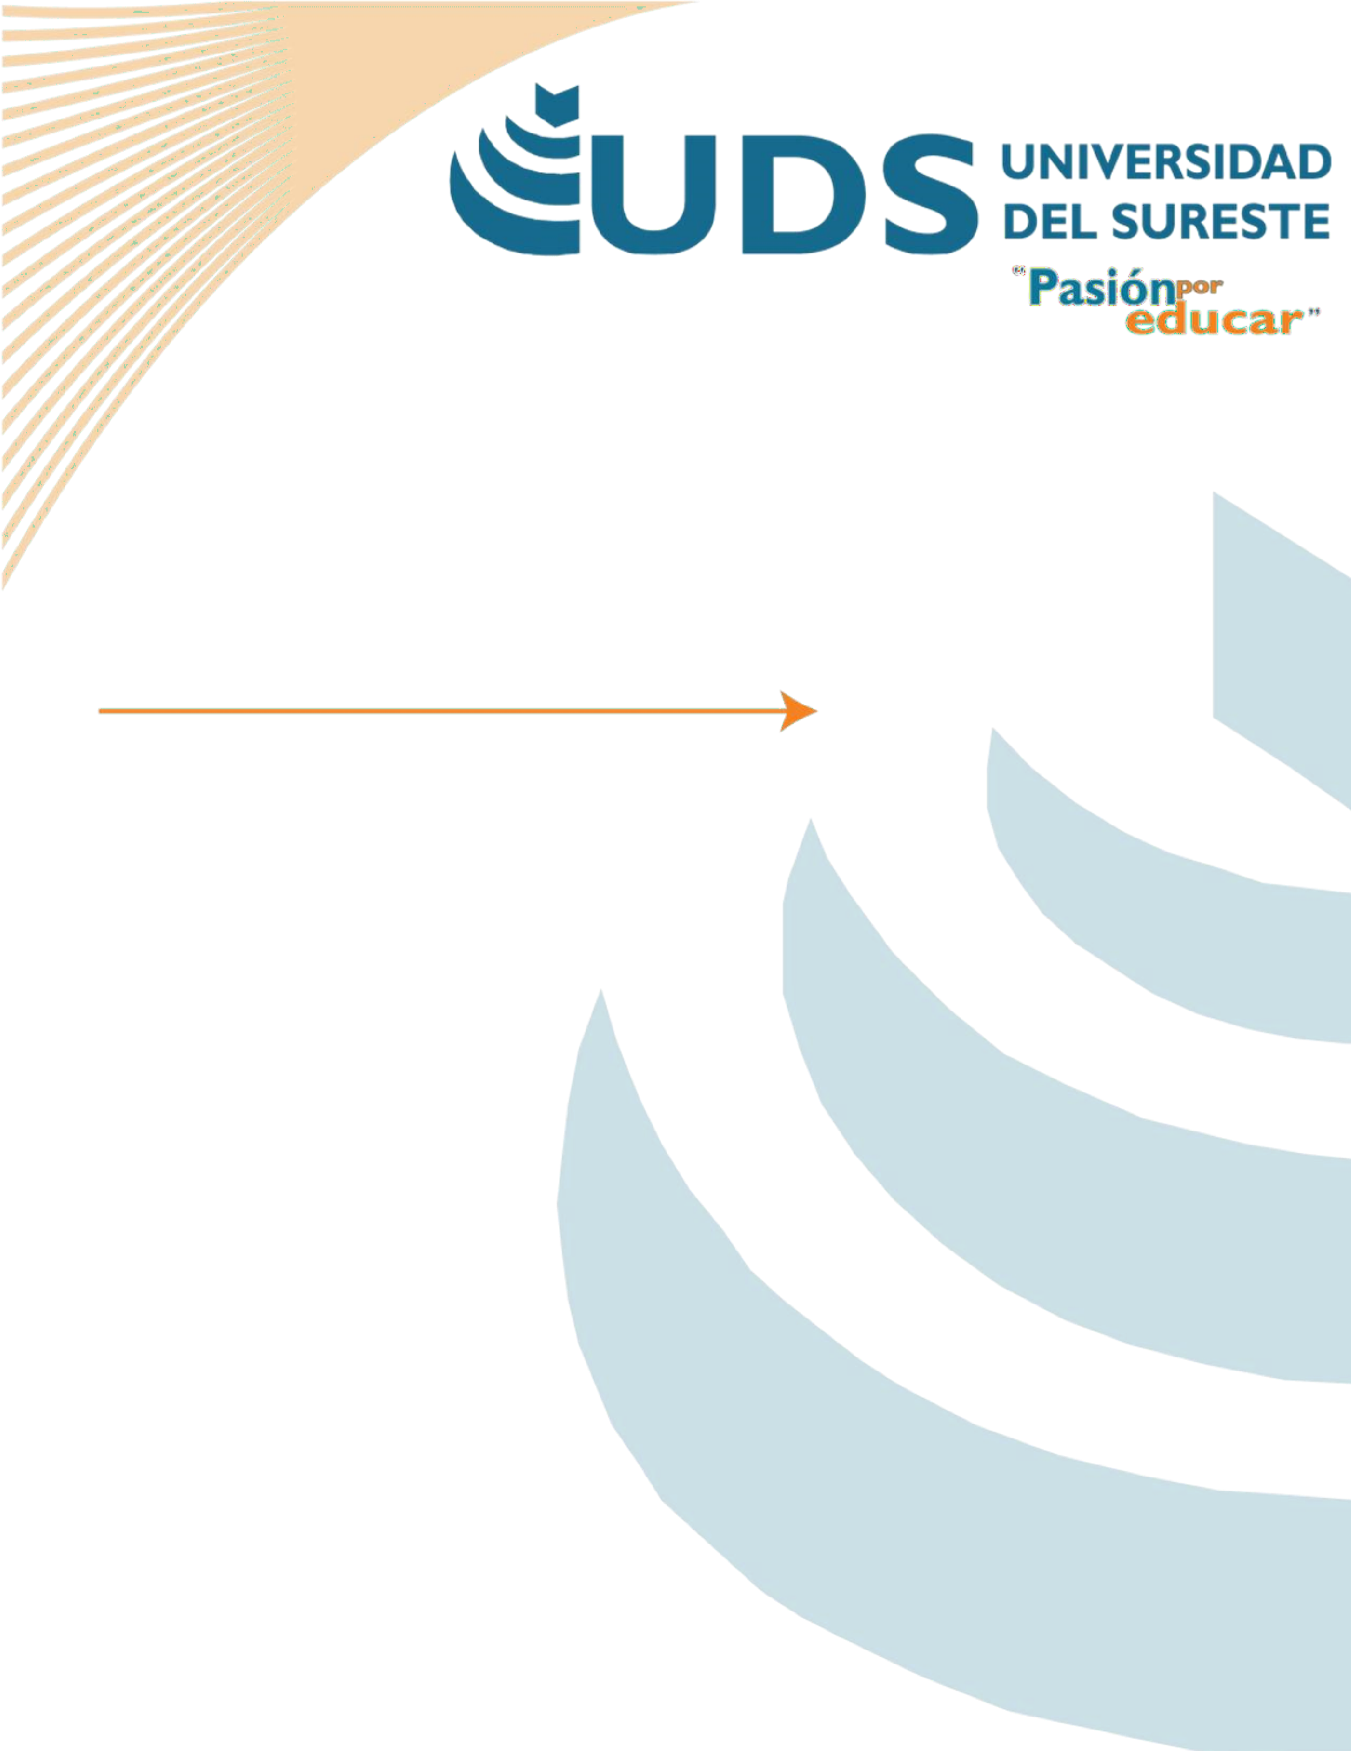 UDS UNIVERSIDAD
DEL SURESTE
"Pasión por
educar"